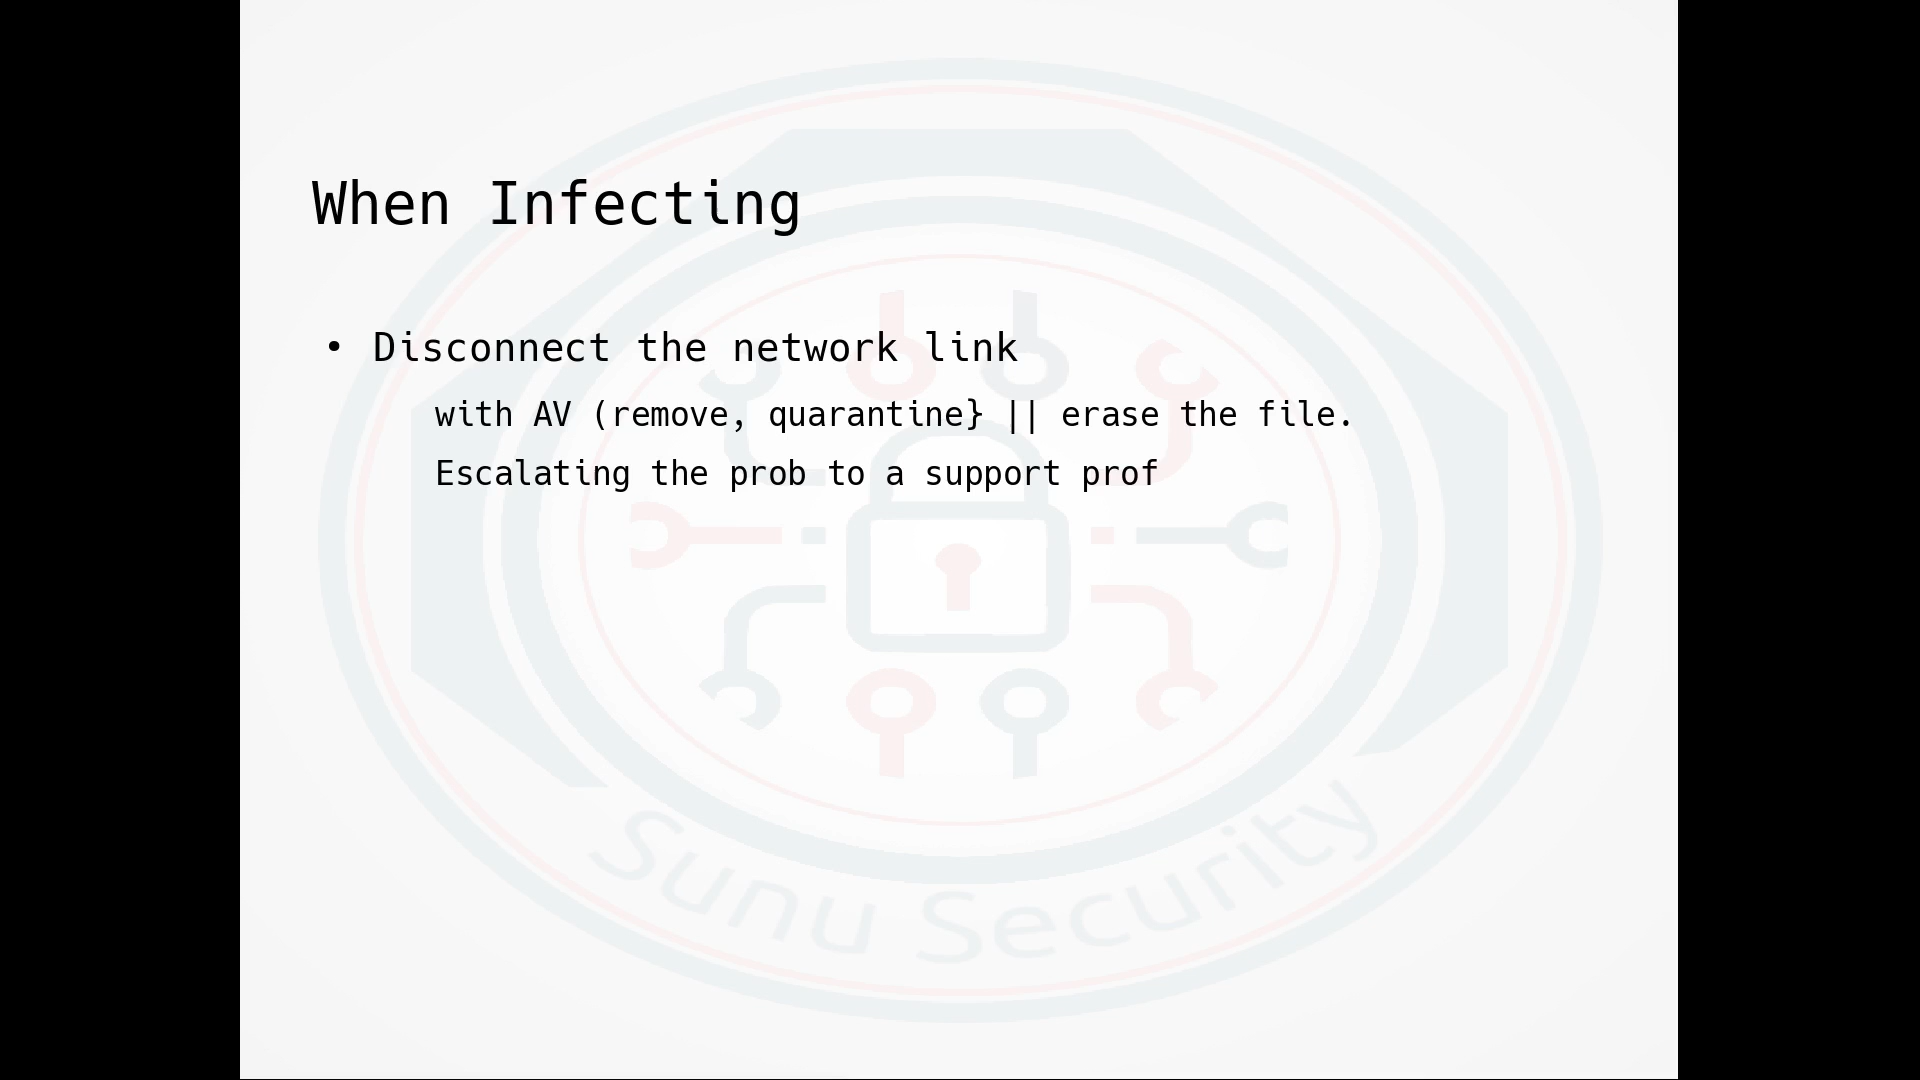 When Infecting
• Disconnect the network link
with AV (remove, quarantine} || erase the file.
Escalating the prob to a support prof
Sunu Security